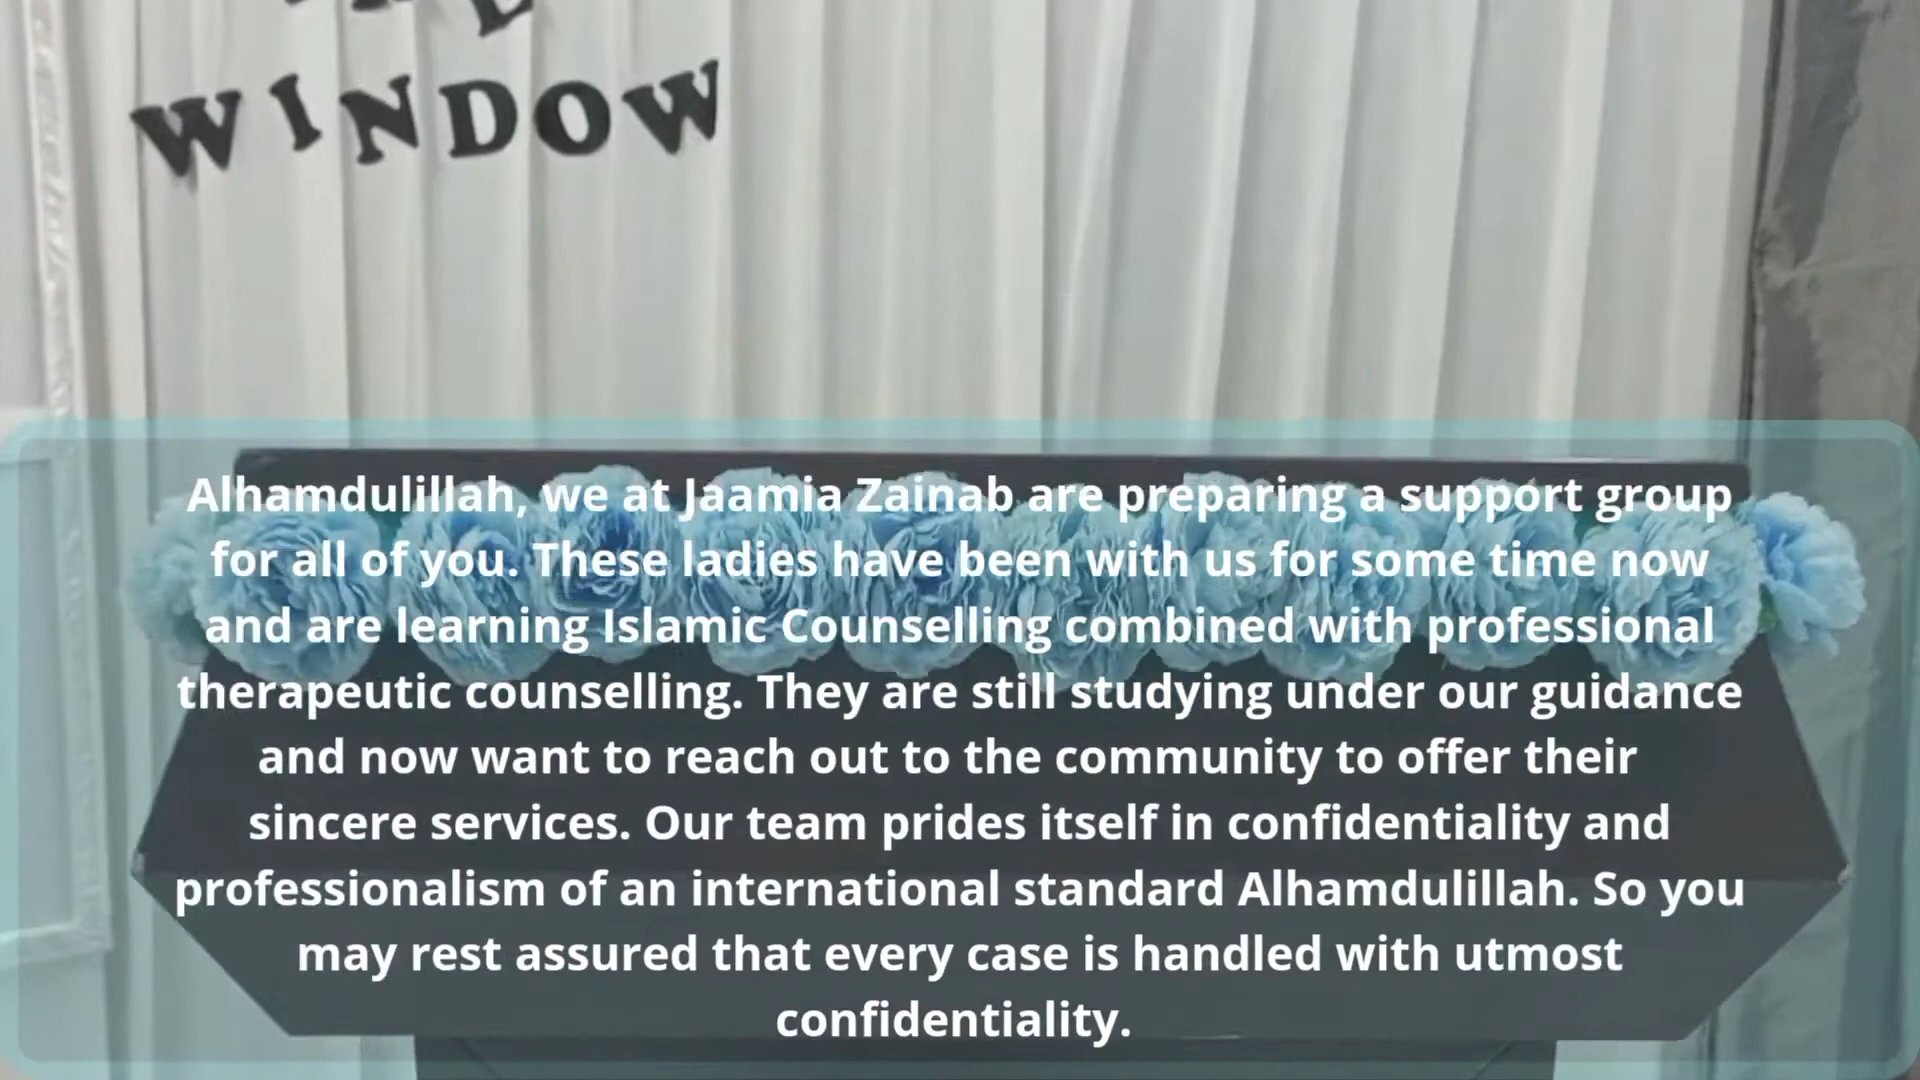 WINDOW
Alhamdulillah, we at Jaamia Zainab are preparing a support group
for all of you. These ladies have been with us for some time now
and are learning Islamic Counselling combined with professional
therapeutic counselling. They are still studying under our guidance
and now want to reach out to the community to offer their
sincere services. Our team prides itself in confidentiality and
professionalism of an international standard Alhamdulillah. So you
may rest assured that every case is handled with utmost
confidentiality.